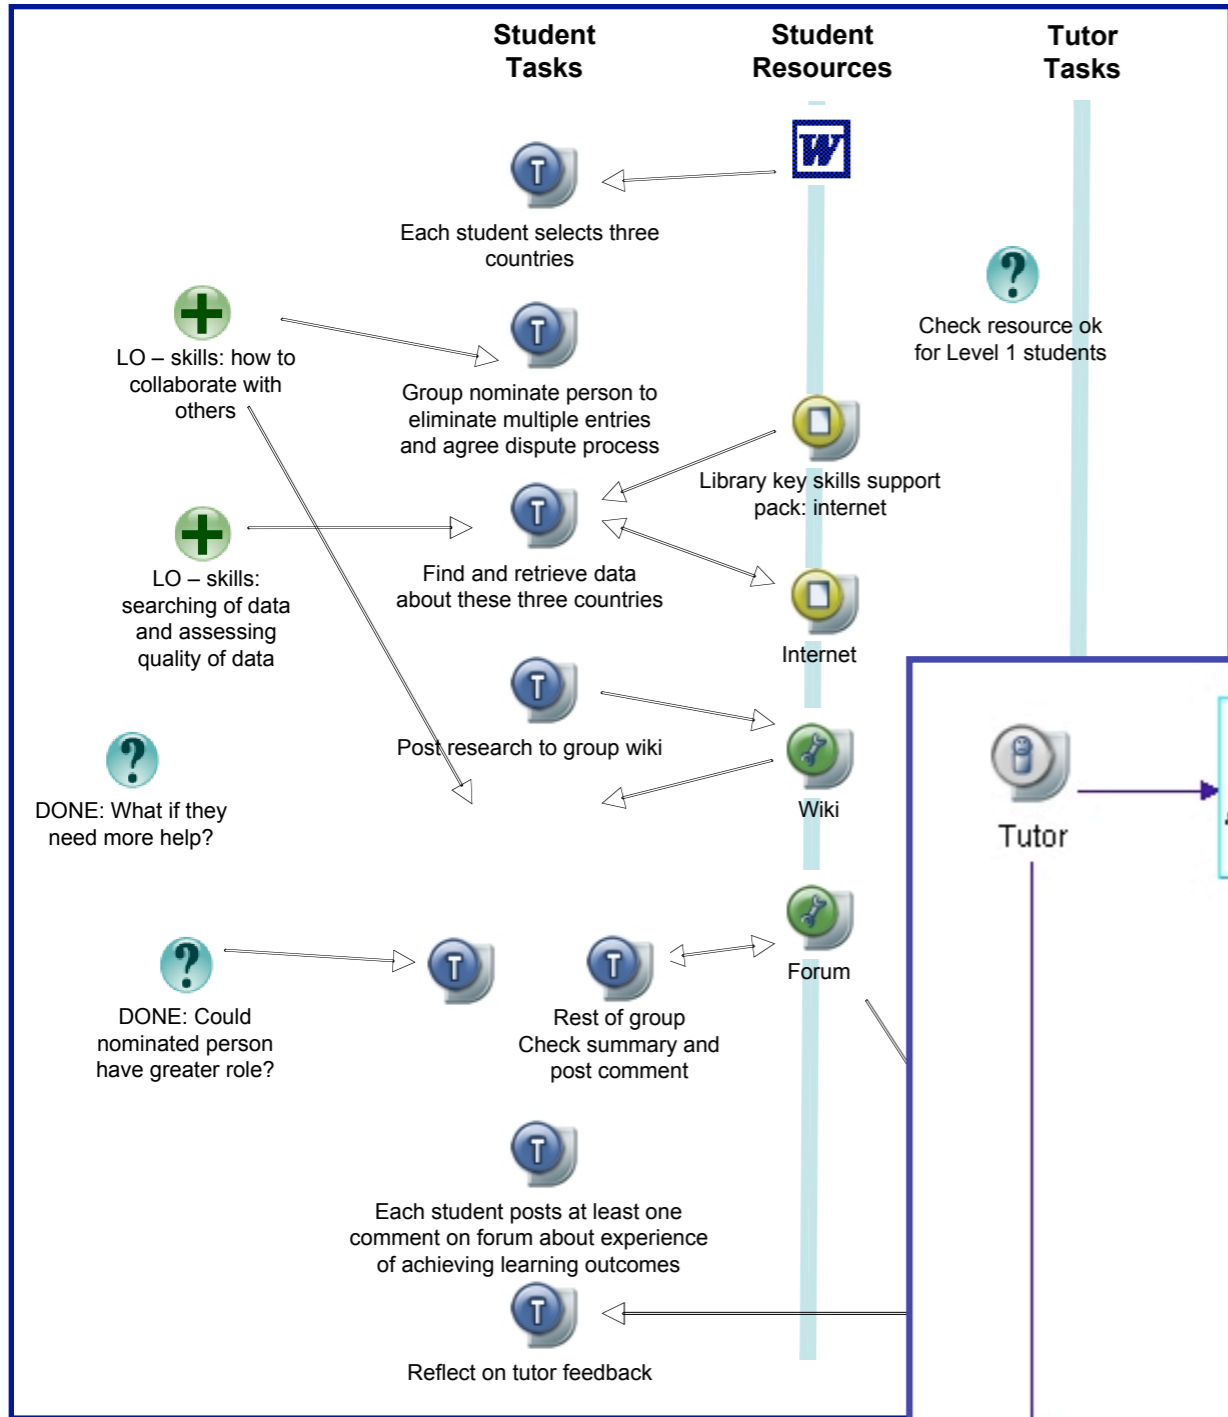 Student
Tasks
Student
Resources
Tutor
Tasks
W
T
Each student selects three
countries
?
Check resource ok
for Level 1 students
LO – skills: how to
collaborate with
others
T
Group nominate person to
eliminate multiple entries
and agree dispute process
Library key skills support
pack: internet
T
Find and retrieve data
about these three countries
LO – skills:
searching of data
and assessing
quality of data
Internet
T
Post research to group wiki
Wiki
?
DONE: What if they
need more help?
Tutor
Forum
?
DONE: Could
nominated person
have greater role?
T
T
Rest of group
Check summary and
post comment
T
Each student posts at least one
comment on forum about experience
of achieving learning outcomes
T
Reflect on tutor feedback